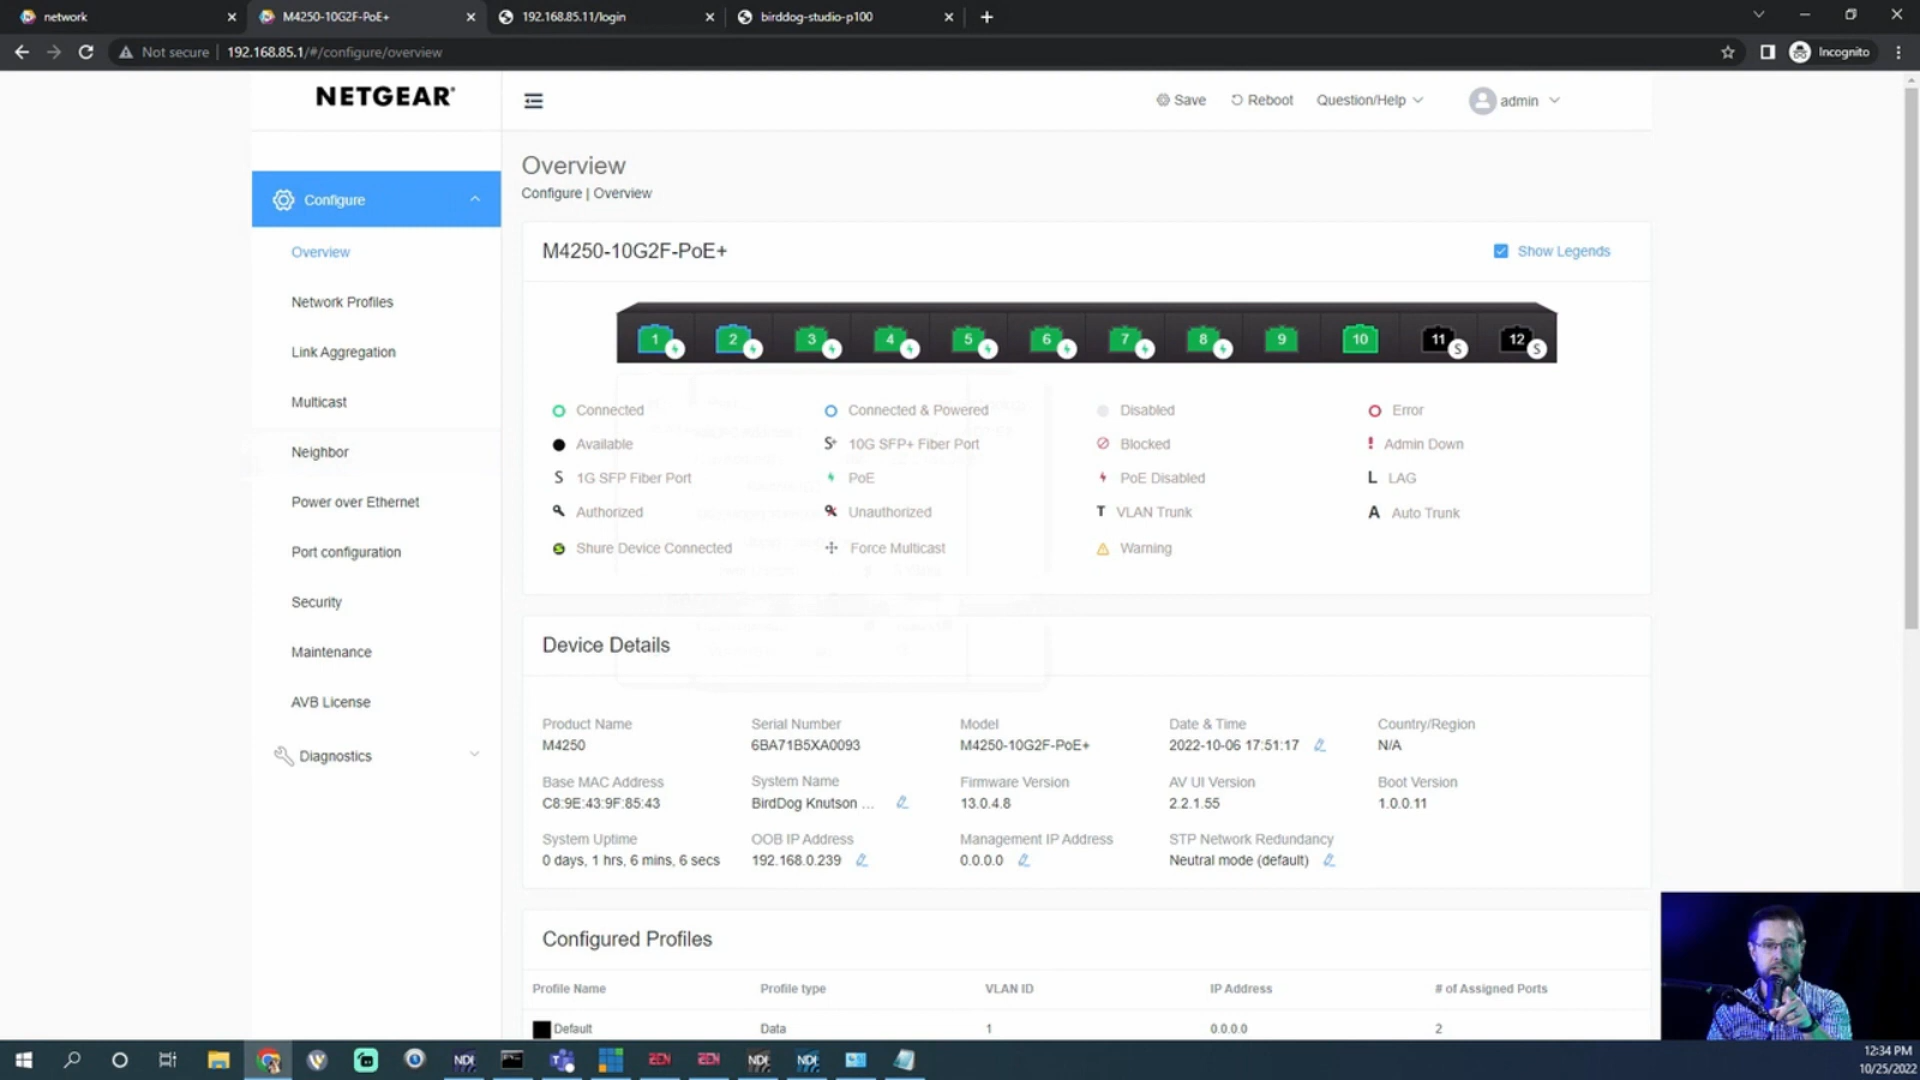 network
M4250-10G2F-PoE+
192.168.85.11/login
birddog-studio-p100
Not secure
192.168.85.1/#/configure/overview
Incognito
NETGEAR
Save
Reboot
Question/Help
admin
Configure
Overview
Network Profiles
Link Aggregation
Multicast
Neighbor
Power over Ethernet
Port configuration
Security
Maintenance
AVB License
Diagnostics
Overview
Configure | Overview
M4250-10G2F-PoE+
Show Legends
1 2 3 4 5 6 7 8 9 10 11 S 12 S
Connected
Connected & Powered
Disabled
Error
Available
S+ 10G SFP+ Fiber Port
Blocked
! Admin Down
S 1G SFP Fiber Port
PoE
PoE Disabled
L LAG
Authorized
Unauthorized
T VLAN Trunk
A Auto Trunk
Shure Device Connected
Force Multicast
Warning
Device Details
Product Name
M4250
Serial Number
6BA71B5XA0093
Model
M4250-10G2F-PoE+
Date & Time
2022-10-06 17:51:17
Country/Region
N/A
Base MAC Address
C8:9E:43:9F:85:43
System Name
BirdDog Knutson ...
Firmware Version
13.0.4.8
AV UI Version
2.2.1.55
Boot Version
1.0.0.11
System Uptime
0 days, 1 hrs, 6 mins, 6 secs
OOB IP Address
192.168.0.239
Management IP Address
0.0.0.0
STP Network Redundancy
Neutral mode (default)
Configured Profiles
Profile Name Profile type VLAN ID IP Address # of Assigned Ports
Default Data 1 0.0.0.0 2
NDI
ZEN
ZEN
NDI
NDI
12:34 PM
10/25/2022